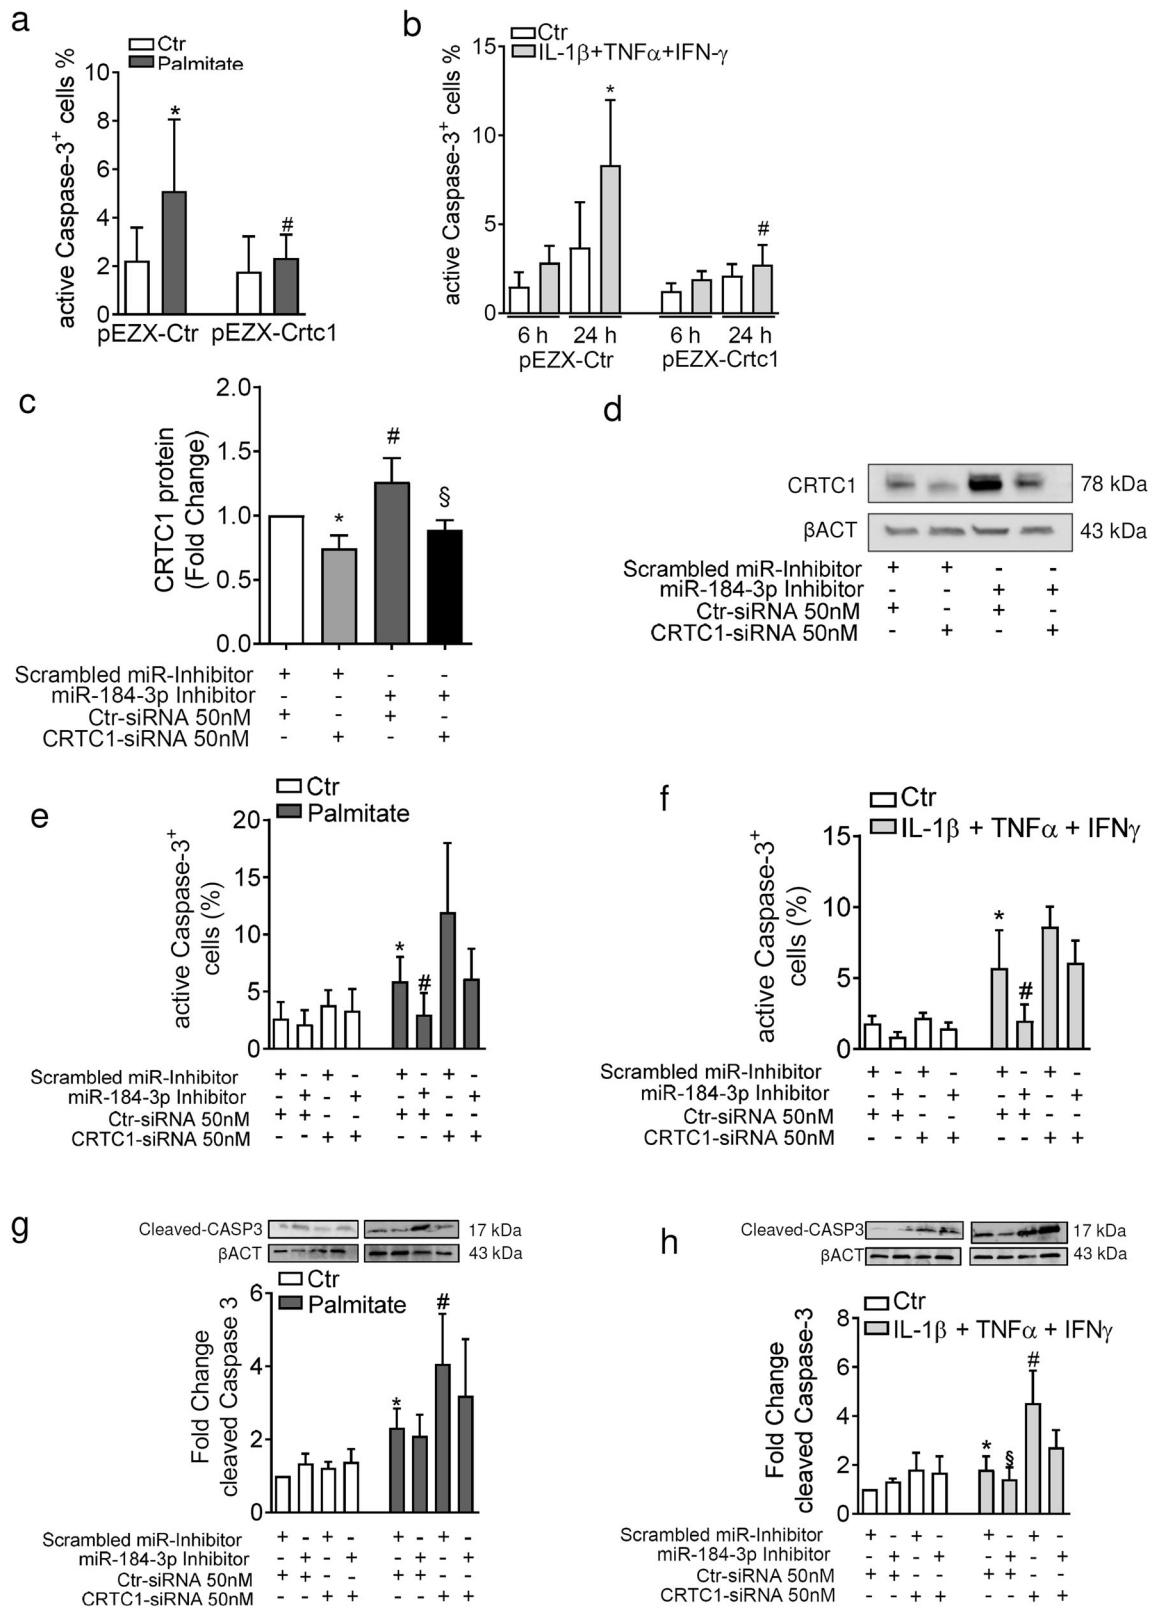 a
Ctr
Palmitate
active Caspase-3+ cells %
10
8
6
4
2
0
*
#
pEZX-Ctr pEZX-Crtc1
b
Ctr
IL-1β+TNFα+IFN-γ
active Caspase-3+ cells %
15
10
5
0
*
#
6 h 24 h 6 h 24 h
pEZX-Ctr pEZX-Crtc1
c
CRTC1 protein
(Fold Change)
2.0
1.5
1.0
0.5
0.0
* # §
Scrambled miR-Inhibitor + + - -
miR-184-3p Inhibitor - - + +
Ctr-siRNA 50nM + - + -
CRTC1-siRNA 50nM - + - +
d
CRTC1 78 kDa
βACT 43 kDa
Scrambled miR-Inhibitor + + - -
miR-184-3p Inhibitor - - + +
Ctr-siRNA 50nM + - + -
CRTC1-siRNA 50nM - + - +
e
Ctr
Palmitate
active Caspase-3+
cells (%)
20
15
10
5
0
* #
Scrambled miR-Inhibitor + - + - + - + -
miR-184-3p Inhibitor - + - + - + - +
Ctr-siRNA 50nM + + - - + + - -
CRTC1-siRNA 50nM - - + + - - + +
f
Ctr
IL-1β + TNFα + IFNγ
active Caspase-3+
cells (%)
15
10
5
0
* #
Scrambled miR-Inhibitor + - + - + - + -
miR-184-3p Inhibitor - + - + - + - +
Ctr-siRNA 50nM + + - - + + - -
CRTC1-siRNA 50nM - - + + - - + +
g
Cleaved-CASP3 17 kDa
βACT 43 kDa
Ctr
Palmitate
Fold Change
cleaved Caspase 3
6
4
2
0
* #
Scrambled miR-Inhibitor + - + - + - + -
miR-184-3p Inhibitor - + - + - + - +
Ctr-siRNA 50nM + + - - + + - -
CRTC1-siRNA 50nM - - + + - - + +
h
Cleaved-CASP3 17 kDa
βACT 43 kDa
Ctr
IL-1β + TNFα + IFNγ
Fold Change
cleaved Caspase-3
8
6
4
2
0
* § #
Scrambled miR-Inhibitor + - + - + - + -
miR-184-3p Inhibitor - + - + - + - +
Ctr-siRNA 50nM + + - - + + - -
CRTC1-siRNA 50nM - - + + - - + +